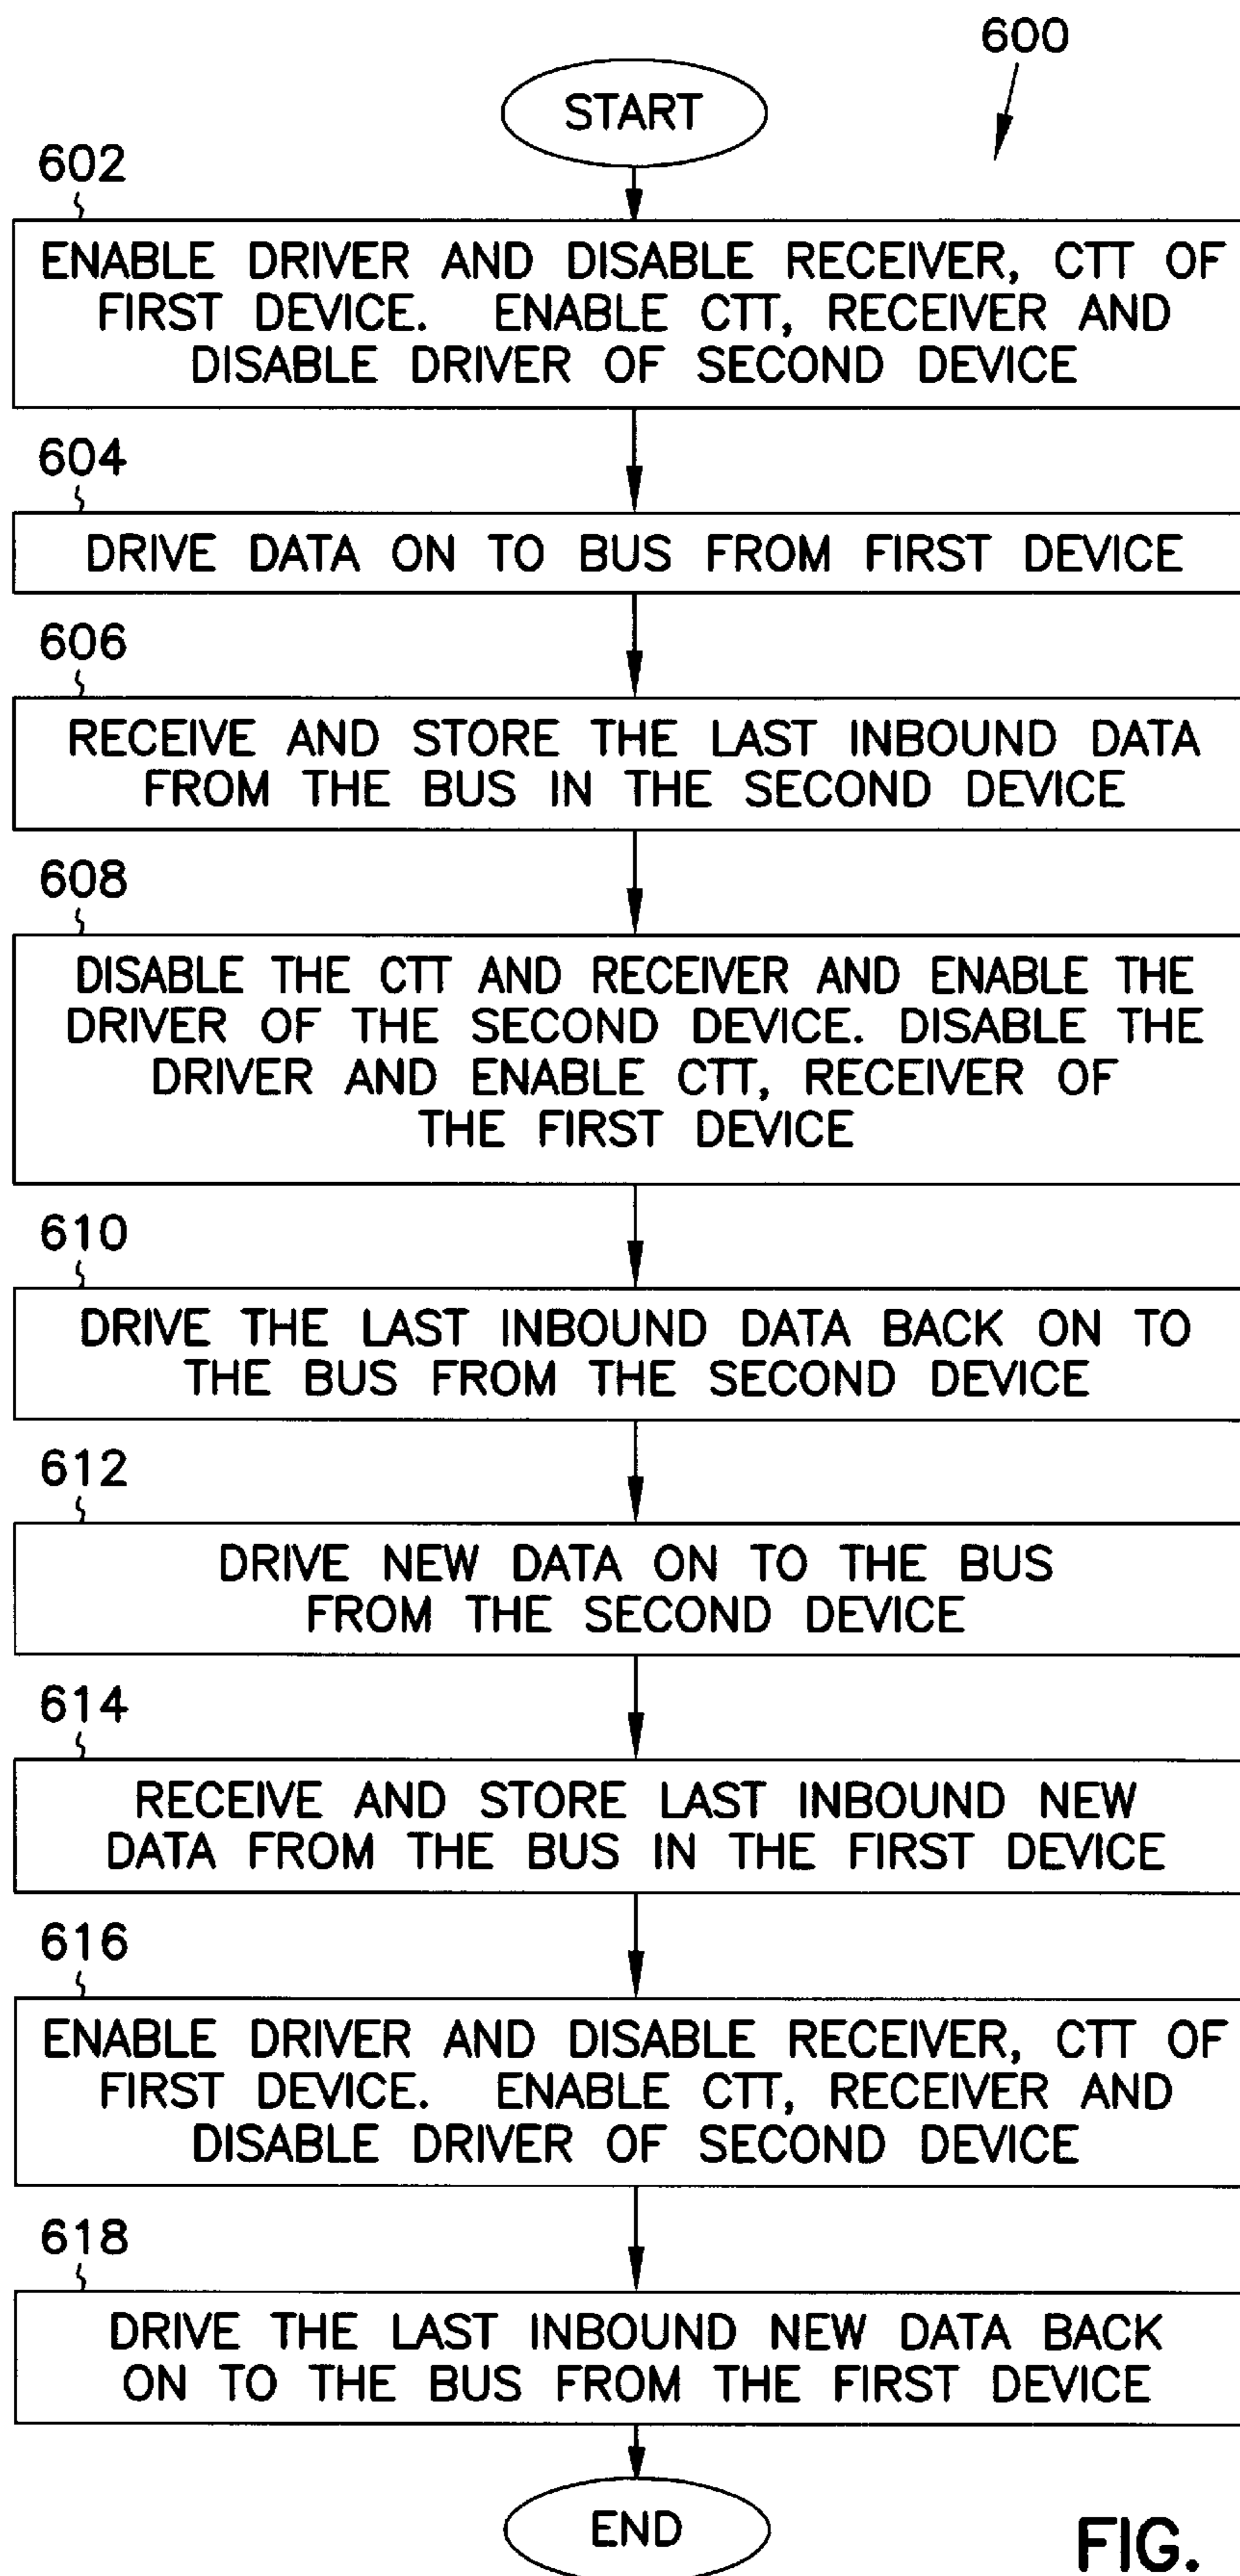 600
START
602
ENABLE DRIVER AND DISABLE RECEIVER, CTT OF
FIRST DEVICE. ENABLE CTT, RECEIVER AND
DISABLE DRIVER OF SECOND DEVICE
604
DRIVE DATA ON TO BUS FROM FIRST DEVICE
606
RECEIVE AND STORE THE LAST INBOUND DATA
FROM THE BUS IN THE SECOND DEVICE
608
DISABLE THE CTT AND RECEIVER AND ENABLE THE
DRIVER OF THE SECOND DEVICE. DISABLE THE
DRIVER AND ENABLE CTT, RECEIVER OF
THE FIRST DEVICE
610
DRIVE THE LAST INBOUND DATA BACK ON TO
THE BUS FROM THE SECOND DEVICE
612
DRIVE NEW DATA ON TO THE BUS
FROM THE SECOND DEVICE
614
RECEIVE AND STORE LAST INBOUND NEW
DATA FROM THE BUS IN THE FIRST DEVICE
616
ENABLE DRIVER AND DISABLE RECEIVER, CTT OF
FIRST DEVICE. ENABLE CTT, RECEIVER AND
DISABLE DRIVER OF SECOND DEVICE
618
DRIVE THE LAST INBOUND NEW DATA BACK
ON TO THE BUS FROM THE FIRST DEVICE
END
FIG.